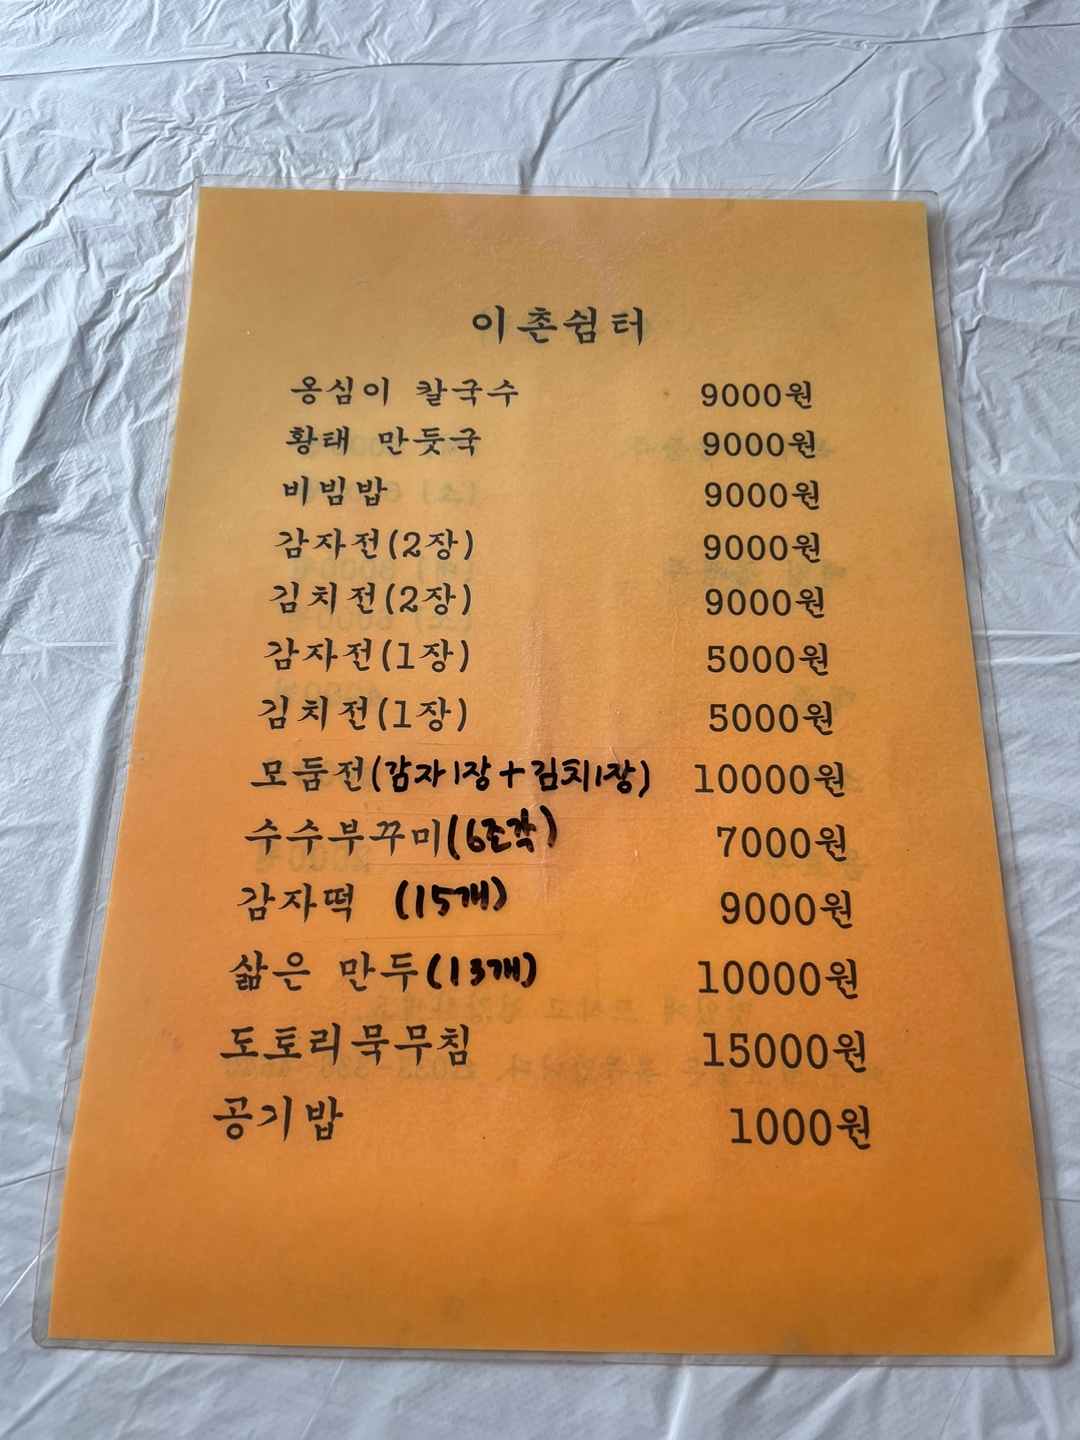 이촌쉼터
옹심이 칼국수 9000원
황태 만둣국 9000원
비빔밥 9000원
감자전(2장) 9000원
김치전(2장) 9000원
감자전(1장) 5000원
김치전(1장) 5000원
모둠전(감자1장+김치1장) 10000원
수수부꾸미(6조각) 7000원
감자떡 (15개) 9000원
삶은 만두(13개) 10000원
도토리묵무침 15000원
공기밥 1000원